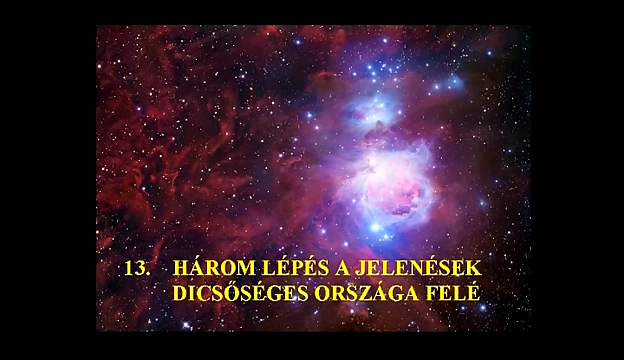 13. HÁROM LÉPÉS A JELENÉSEK
DICSŐSÉGES ORSZÁGA FELÉ